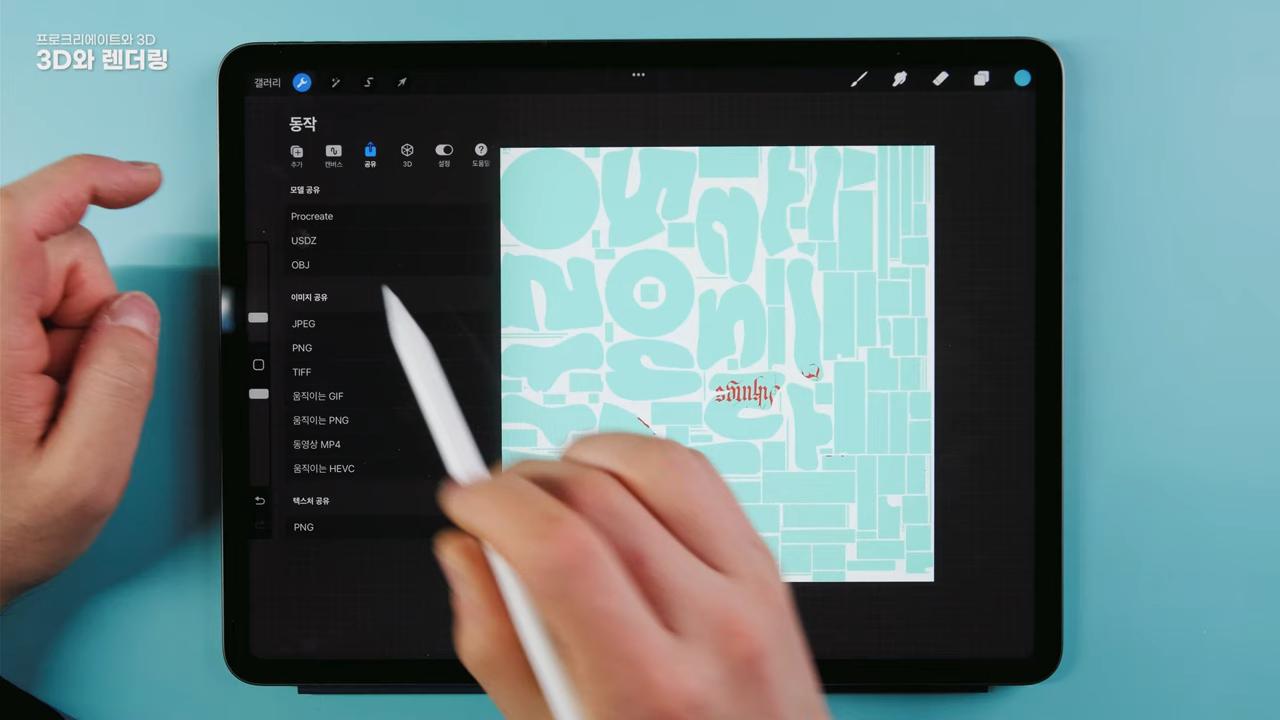 프로크리에이트와 3D
3D와 렌더링
갤러리
동작
추가
캔버스
공유
3D
설정
도움말
모델 공유
Procreate
USDZ
OBJ
이미지 공유
JPEG
PNG
TIFF
움직이는 GIF
움직이는 PNG
동영상 MP4
움직이는 HEVC
텍스처 공유
PNG